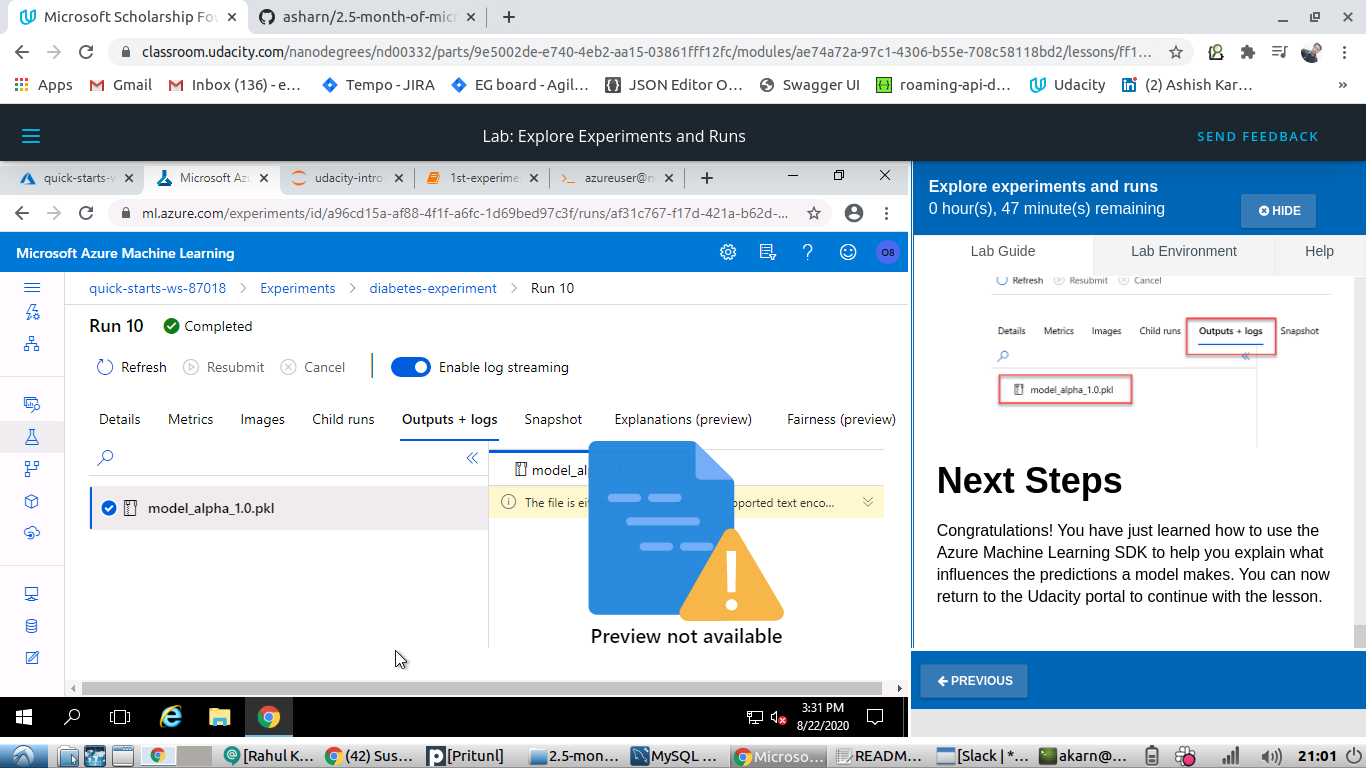 Microsoft Scholarship Fou
asharn/2.5-month-of-micr
classroom.udacity.com/nanodegrees/nd00332/parts/9e5002de-e740-4eb2-aa15-03861fff12fc/modules/ae74a72a-97c1-4306-b55e-708c58118bd2/lessons/ff1...
Apps
Gmail
Inbox (136) - e...
Tempo - JIRA
EG board - Agil...
JSON Editor O...
Swagger UI
roaming-api-d...
Udacity
(2) Ashish Kar...
»
Lab: Explore Experiments and Runs
SEND FEEDBACK
quick-starts-w
Microsoft Azu
udacity-intro
1st-experime
azureuser@n
ml.azure.com/experiments/id/a96cd15a-af88-4f1f-a6fc-1d69bed97c3f/runs/af31c767-f17d-421a-b62d-...
Microsoft Azure Machine Learning
OB
quick-starts-ws-87018 > Experiments > diabetes-experiment > Run 10
Run 10
Completed
Refresh
Resubmit
Cancel
Enable log streaming
Details
Metrics
Images
Child runs
Outputs + logs
Snapshot
Explanations (preview)
Fairness (preview)
model_alpha_1.0.pkl
model_al
The file is ei
pported text enco...
Preview not available
3:31 PM
8/22/2020
Explore experiments and runs
0 hour(s), 47 minute(s) remaining
HIDE
Lab Guide
Lab Environment
Help
Refresh
Resubmit
Cancel
Details
Metrics
Images
Child runs
Outputs + logs
Snapshot
model_alpha_1.0.pkl
Next Steps
Congratulations! You have just learned how to use the
Azure Machine Learning SDK to help you explain what
influences the predictions a model makes. You can now
return to the Udacity portal to continue with the lesson.
PREVIOUS
[Rahul K...
(42) Sus...
[Pritunl]
2.5-mon...
MySQL ...
Microso...
READM...
[Slack | *...
akarn@...
21:01